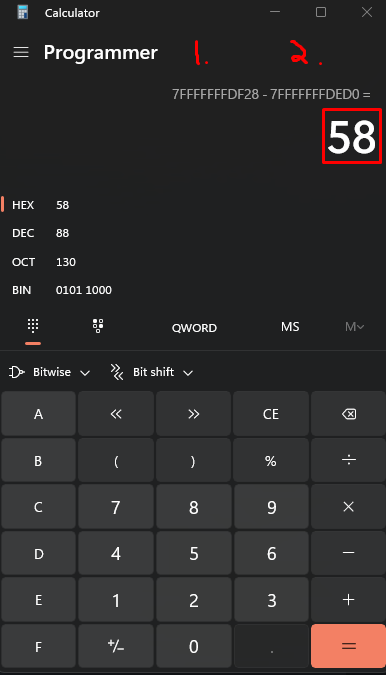 Calculator
Programmer 1. 2.
7FFFFFFFDF28 - 7FFFFFFFDED0 =
58
HEX 58
DEC 88
OCT 130
BIN 0101 1000
QWORD MS M
Bitwise Bit shift
A << >> CE
B ( ) % ÷
C 7 8 9 ×
D 4 5 6 −
E 1 2 3 +
F +/− 0 . =